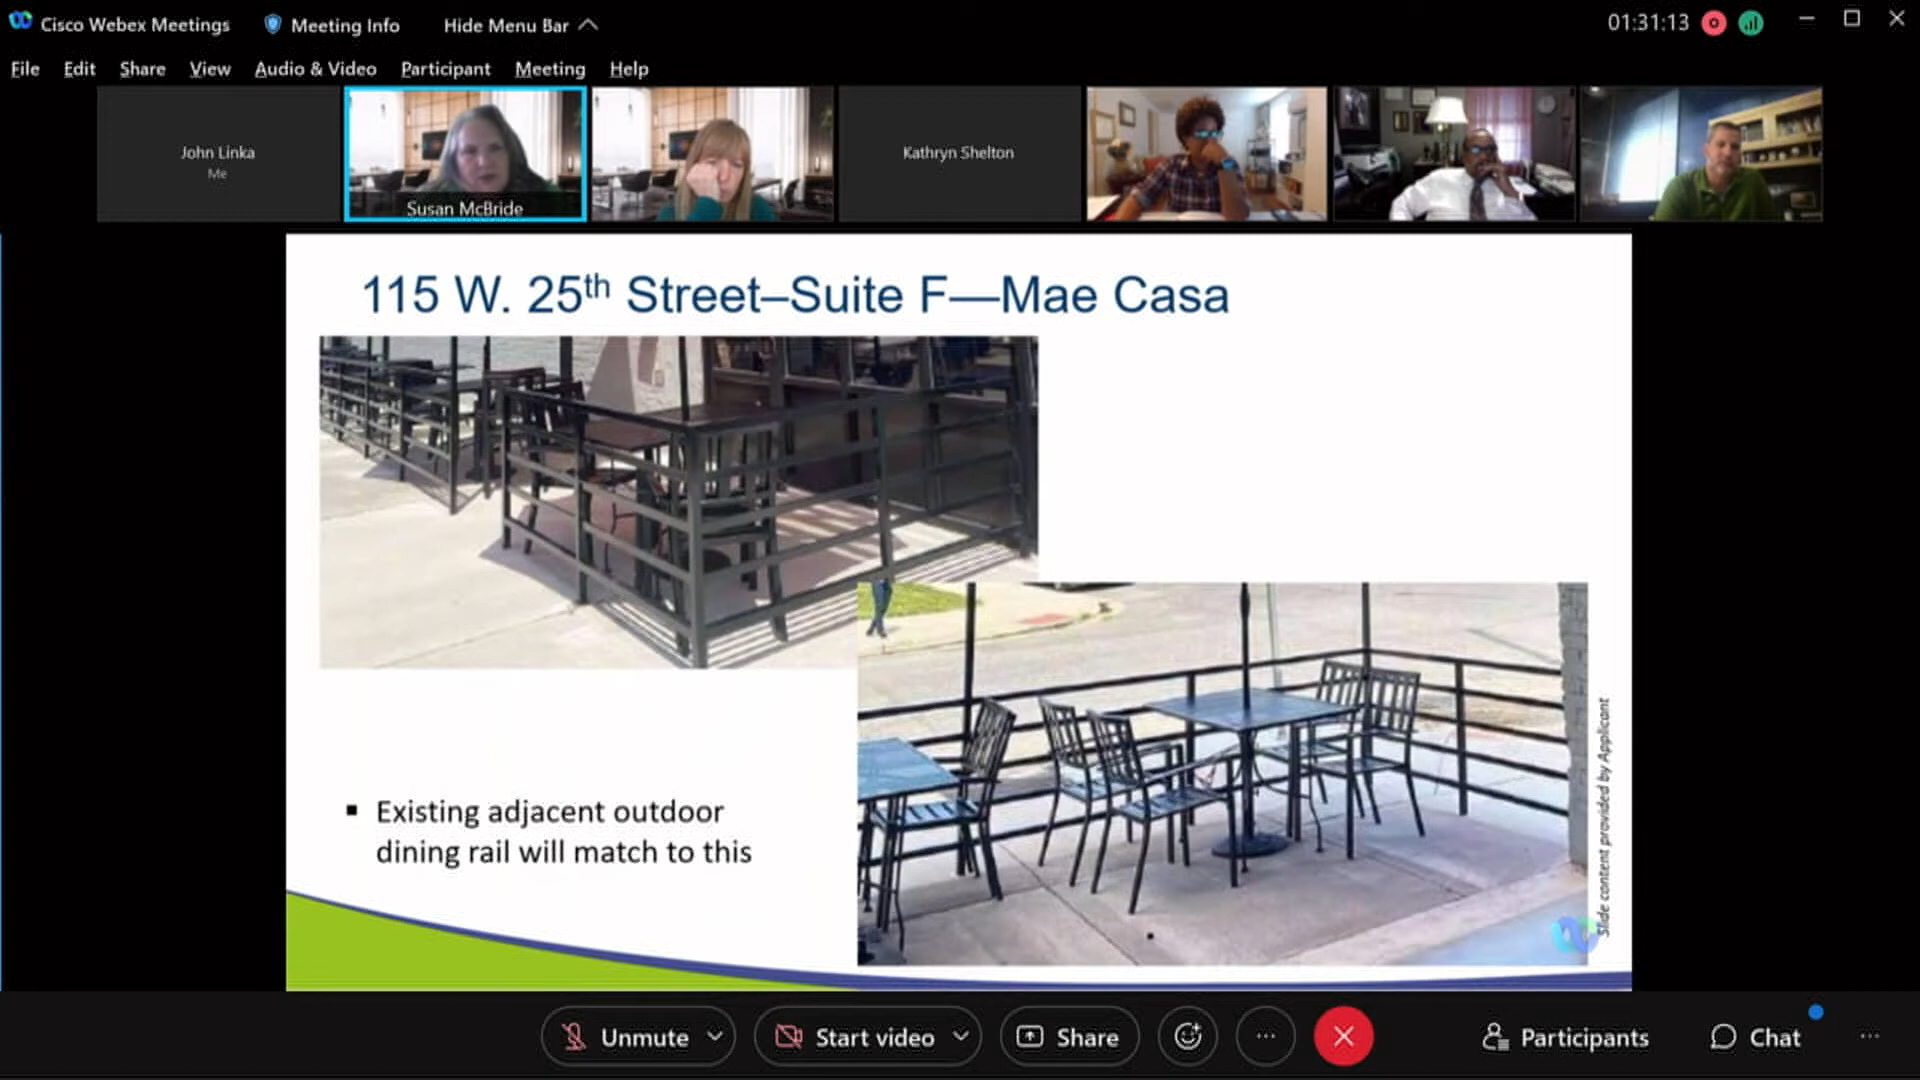 Cisco Webex Meetings
Meeting Info
Hide Menu Bar
01:31:13
File Edit Share View Audio & Video Participant Meeting Help
John Linka
Me
Susan McBride
Kathryn Shelton
115 W. 25th Street–Suite F—Mae Casa
Existing adjacent outdoor
dining rail will match to this
Slide content provided by Applicant
Unmute
Start video
Share
Participants
Chat